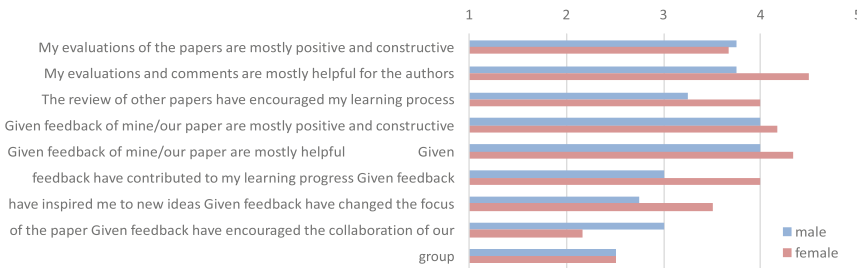 1 2 3 4 5
My evaluations of the papers are mostly positive and constructive
My evaluations and comments are mostly helpful for the authors
The review of other papers have encouraged my learning process
Given feedback of mine/our paper are mostly positive and constructive
Given feedback of mine/our paper are mostly helpful Given
feedback have contributed to my learning progress Given feedback
have inspired me to new ideas Given feedback have changed the focus
of the paper Given feedback have encouraged the collaboration of our
group
male
female